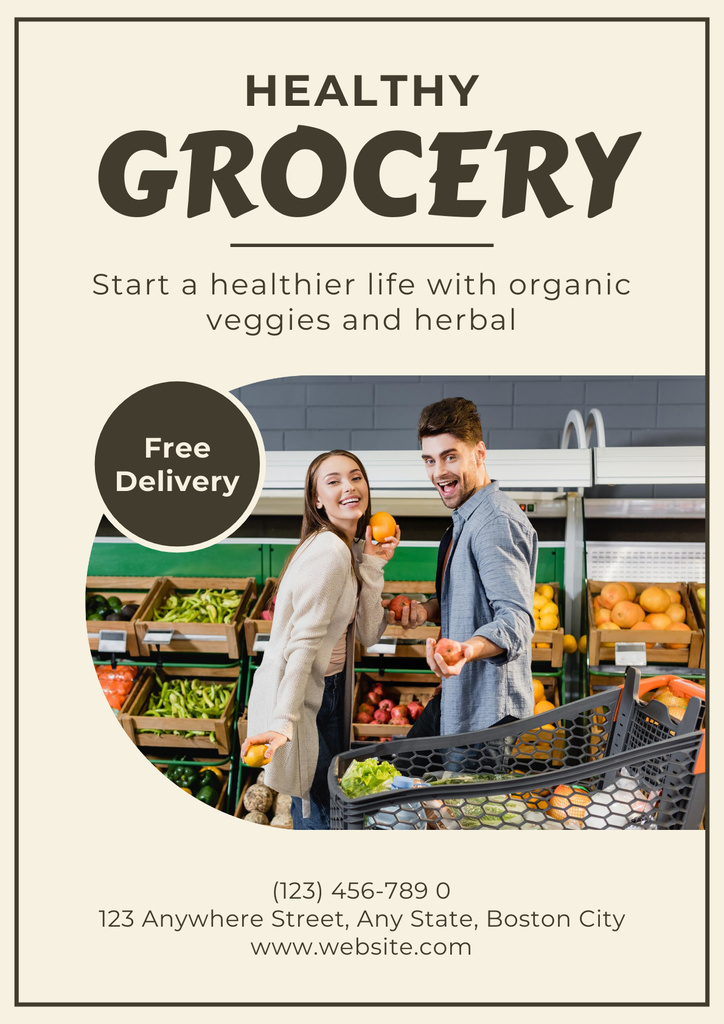 HEALTHY
GROCERY
Start a healthier life with organic
veggies and herbal
Free
Delivery
(123) 456-789 0
123 Anywhere Street, Any State, Boston City
www.website.com